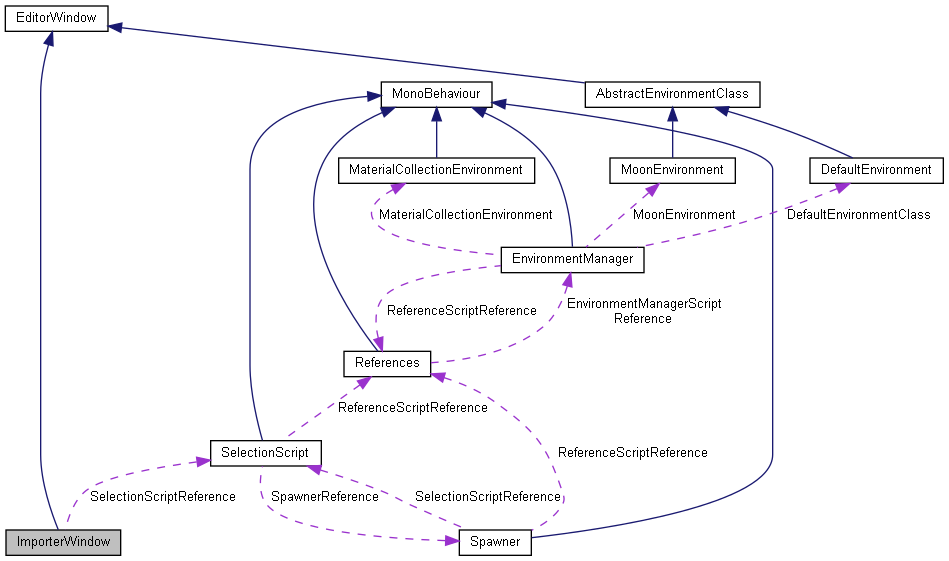 EditorWindow
MonoBehaviour
AbstractEnvironmentClass
MaterialCollectionEnvironment
MoonEnvironment
DefaultEnvironment
MaterialCollectionEnvironment
MoonEnvironment
DefaultEnvironmentClass
EnvironmentManager
ReferenceScriptReference
EnvironmentManagerScript
Reference
References
ReferenceScriptReference
SelectionScript
ReferenceScriptReference
SelectionScriptReference
SpawnerReference
SelectionScriptReference
ImporterWindow
Spawner